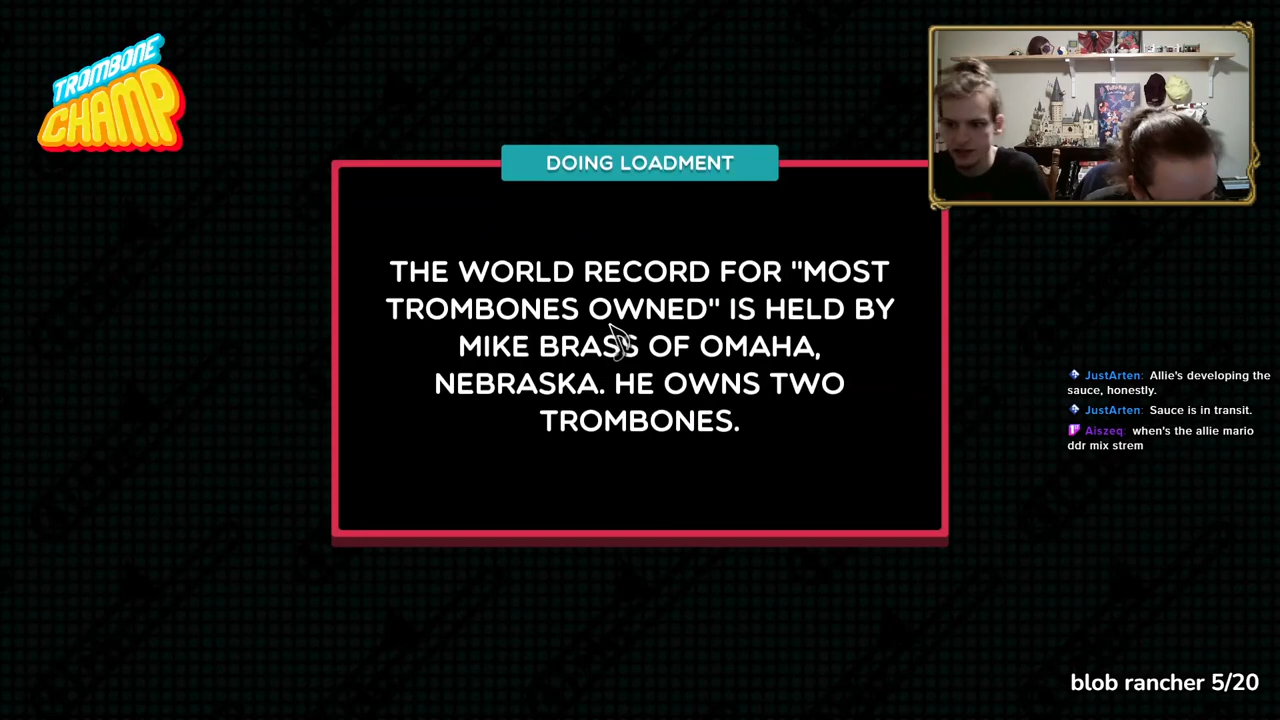 TROMBONE
CHAMP
DOING LOADMENT
THE WORLD RECORD FOR "MOST
TROMBONES OWNED" IS HELD BY
MIKE BRASS OF OMAHA,
NEBRASKA. HE OWNS TWO
TROMBONES.
JustArten: Allie's developing the
sauce, honestly.
JustArten: Sauce is in transit.
Aiszeq: when's the allie mario
ddr mix strem
blob rancher 5/20